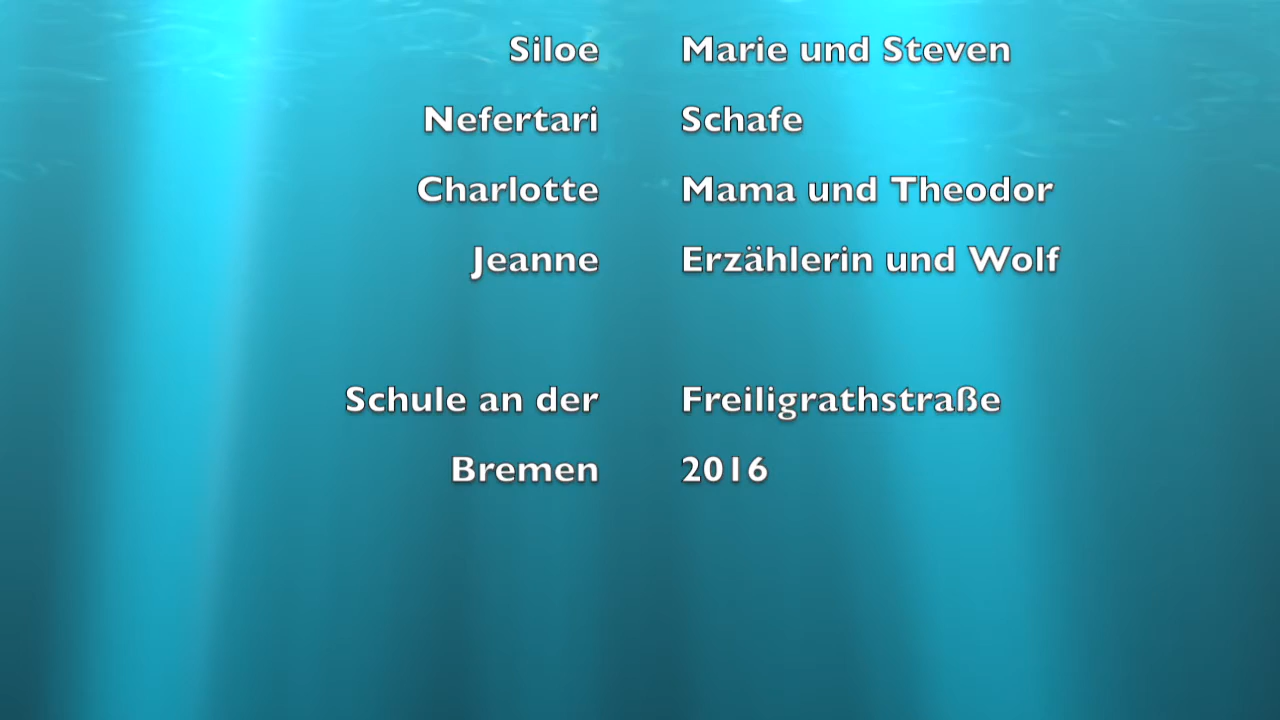 Siloe Marie und Steven
Nefertari Schafe
Charlotte Mama und Theodor
Jeanne Erzählerin und Wolf
Schule an der Freiligrathstraße
Bremen 2016